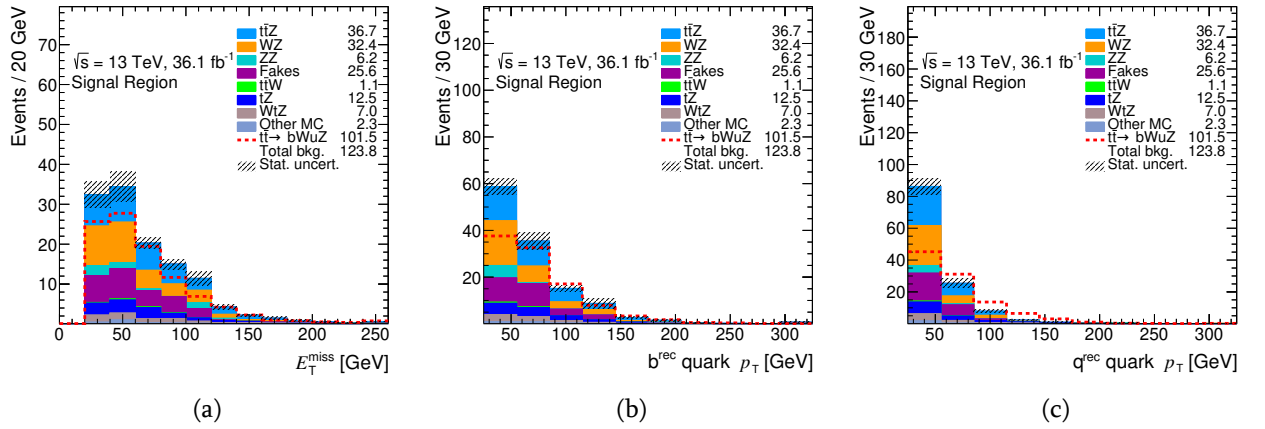 Events / 20 GeV
70
60
50
40
30
20
10
0 50 100 150 200 250
E_T^miss [GeV]
√s = 13 TeV, 36.1 fb⁻¹
Signal Region
tt̄Z 36.7
WZ 32.4
ZZ 6.2
Fakes 25.6
tt̄W 1.1
tZ 12.5
WtZ 7.0
Other MC 2.3
tt→ bWuZ 101.5
Total bkg. 123.8
Stat. uncert.
(a)
Events / 30 GeV
120
100
80
60
40
20
50 100 150 200 250 300
b^rec quark p_T [GeV]
√s = 13 TeV, 36.1 fb⁻¹
Signal Region
tt̄Z 36.7
WZ 32.4
ZZ 6.2
Fakes 25.6
tt̄W 1.1
tZ 12.5
WtZ 7.0
Other MC 2.3
tt→ bWuZ 101.5
Total bkg. 123.8
Stat. uncert.
(b)
Events / 30 GeV
180
160
140
120
100
80
60
40
20
50 100 150 200 250 300
q^rec quark p_T [GeV]
√s = 13 TeV, 36.1 fb⁻¹
Signal Region
tt̄Z 36.7
WZ 32.4
ZZ 6.2
Fakes 25.6
tt̄W 1.1
tZ 12.5
WtZ 7.0
Other MC 2.3
tt→ bWuZ 101.5
Total bkg. 123.8
Stat. uncert.
(c)